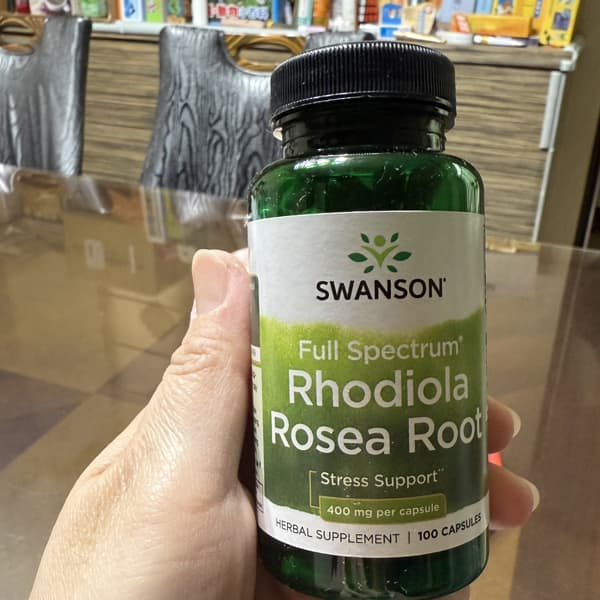 SWANSON®
Full Spectrum®
Rhodiola
Rosea Root
Stress Support**
400 mg per capsule
HERBAL SUPPLEMENT | 100 CAPSULES